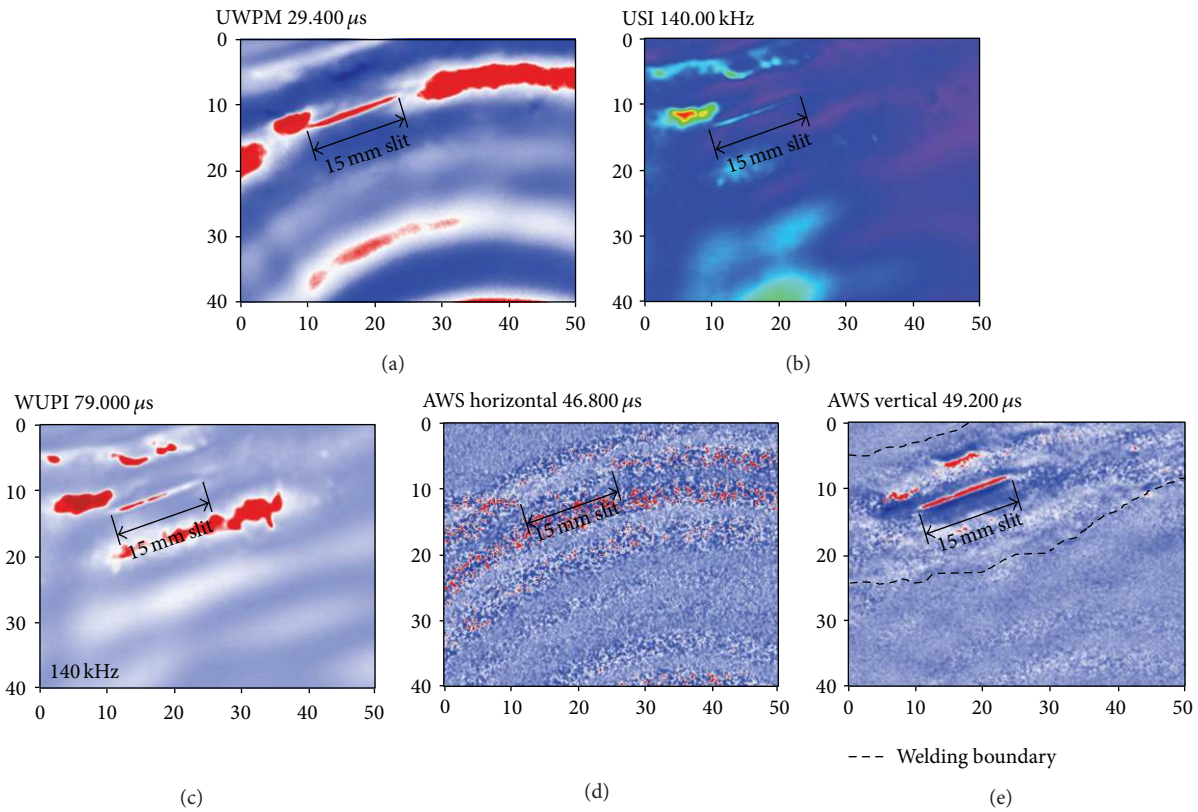 UWPM 29.400 μs
0
10
20
30
40
0 10 20 30 40 50
15 mm slit
(a)
USI 140.00 kHz
0
10
20
30
40
0 10 20 30 40 50
15 mm slit
(b)
WUPI 79.000 μs
0
10
20
30
40
0 10 20 30 40 50
15 mm slit
140 kHz
(c)
AWS horizontal 46.800 μs
0
10
20
30
40
0 10 20 30 40 50
15 mm slit
(d)
AWS vertical 49.200 μs
0
10
20
30
40
0 10 20 30 40 50
15 mm slit
Welding boundary
(e)